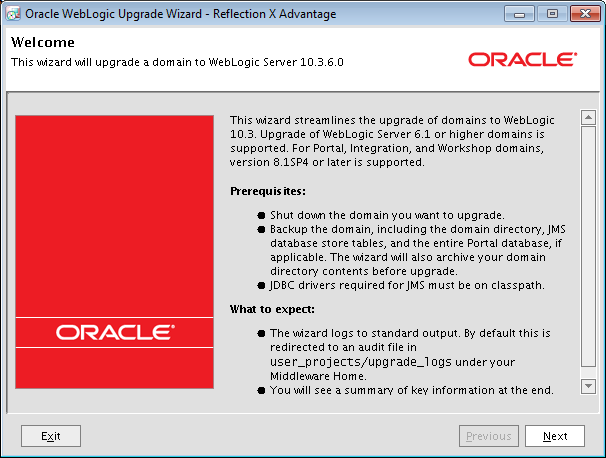 Oracle WebLogic Upgrade Wizard - Reflection X Advantage
Welcome
This wizard will upgrade a domain to WebLogic Server 10.3.6.0
ORACLE®
This wizard streamlines the upgrade of domains to WebLogic
10.3. Upgrade of WebLogic Server 6.1 or higher domains is
supported. For Portal, Integration, and Workshop domains,
version 8.1SP4 or later is supported.
Prerequisites:
● Shut down the domain you want to upgrade.
● Backup the domain, including the domain directory, JMS
database store tables, and the entire Portal database, if
applicable. The wizard will also archive your domain
directory contents before upgrade.
● JDBC drivers required for JMS must be on classpath.
What to expect:
● The wizard logs to standard output. By default this is
redirected to an audit file in
user_projects/upgrade_logs under your
Middleware Home.
● You will see a summary of key information at the end.
ORACLE®
Exit
Previous
Next